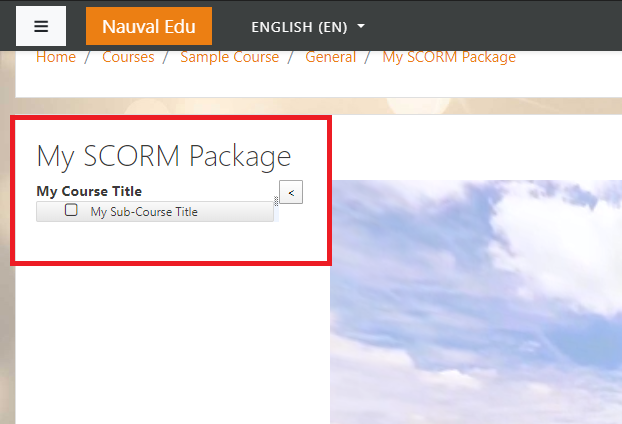 Nauval Edu ENGLISH (EN)
Home / Courses / Sample Course / General / My SCORM Package
My SCORM Package
My Course Title
<
My Sub-Course Title